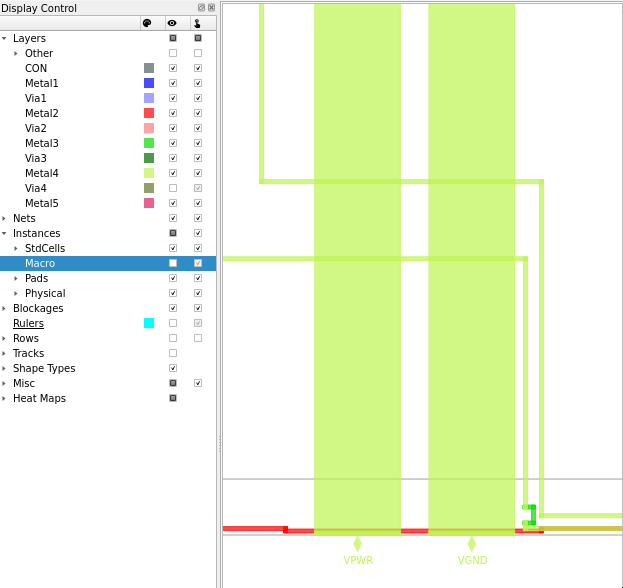 Display Control
Layers
Other
CON
Metal1
Via1
Metal2
Via2
Metal3
Via3
Metal4
Via4
Metal5
Nets
Instances
StdCells
Macro
Pads
Physical
Blockages
Rulers
Rows
Tracks
Shape Types
Misc
Heat Maps
VPWR
VGND